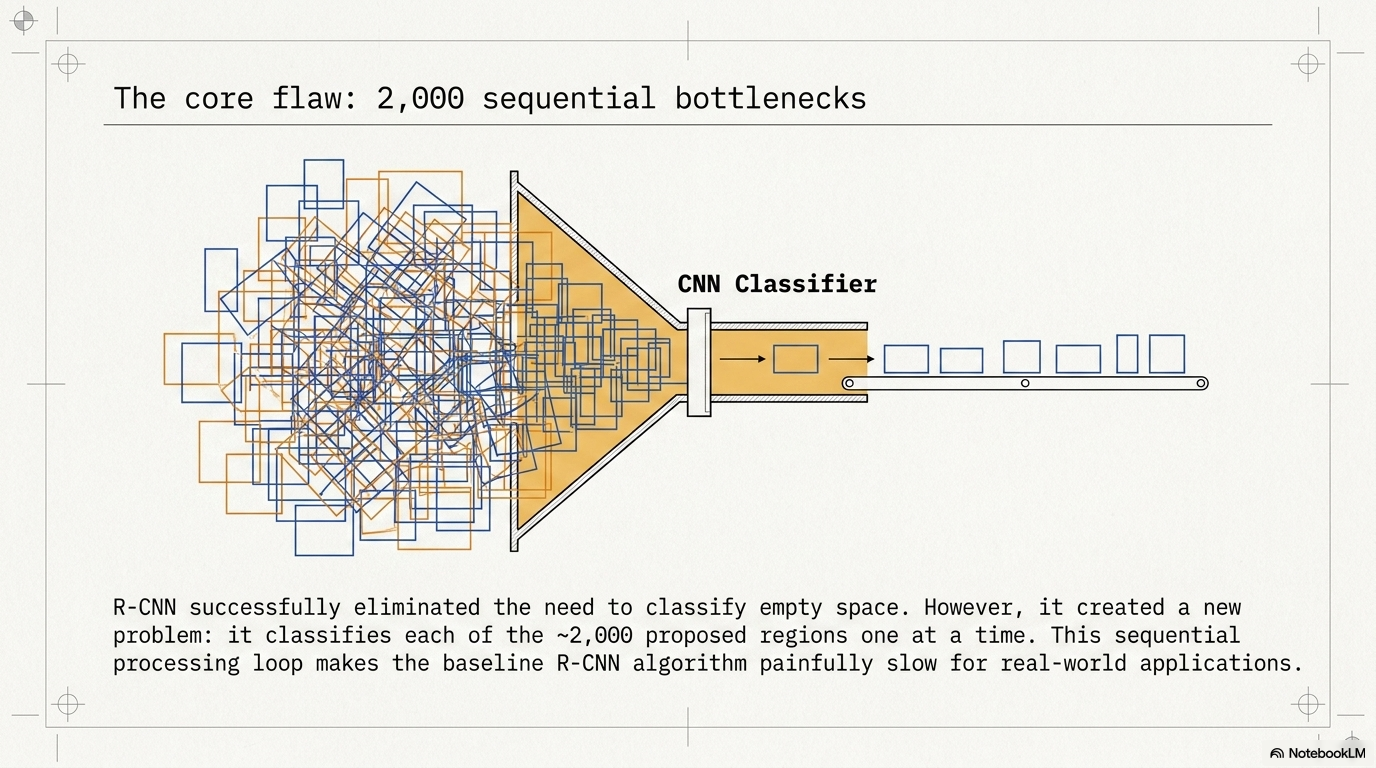 The core flaw: 2,000 sequential bottlenecks
CNN Classifier
R-CNN successfully eliminated the need to classify empty space. However, it created a new
problem: it classifies each of the ~2,000 proposed regions one at a time. This sequential
processing loop makes the baseline R-CNN algorithm painfully slow for real-world applications.
NotebookLM